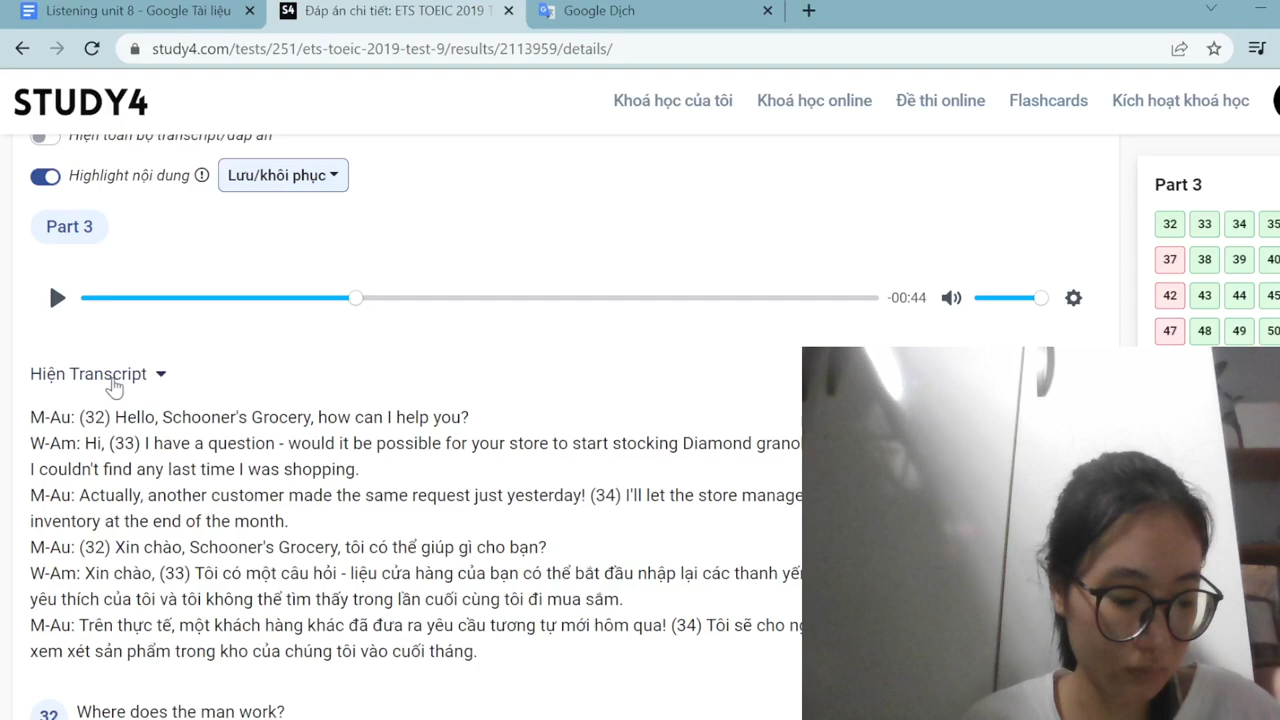 Listening unit 8 - Google Tài liệu
Đáp án chi tiết: ETS TOEIC 2019
Google Dịch
study4.com/tests/251/ets-toeic-2019-test-9/results/2113959/details/
STUDY4
Khoá học của tôi
Khoá học online
Đề thi online
Flashcards
Kích hoạt khoá học
Hiện toàn bộ transcript/đáp án
Highlight nội dung
Lưu/khôi phục
Part 3
-00:44
Hiện Transcript
M-Au: (32) Hello, Schooner's Grocery, how can I help you?
W-Am: Hi, (33) I have a question - would it be possible for your store to start stocking Diamond
I couldn't find any last time I was shopping.
M-Au: Actually, another customer made the same request just yesterday! (34) I'll let the store
inventory at the end of the month.
M-Au: (32) Xin chào, Schooner's Grocery, tôi có thể giúp gì cho bạn?
W-Am: Xin chào, (33) Tôi có một câu hỏi - liệu cửa hàng của bạn có thể bắt đầu nhập lại các thanh
yêu thích của tôi và tôi không thể tìm thấy trong lần cuối cùng tôi đi mua sắm.
M-Au: Trên thực tế, một khách hàng khác đã đưa ra yêu cầu tương tự mới hôm qua! (34) Tôi sẽ cho
xem xét sản phẩm trong kho của chúng tôi vào cuối tháng.
32 Where does the man work?
Part 3
32 33 34 35
37 38 39 40
42 43 44 45
47 48 49 50